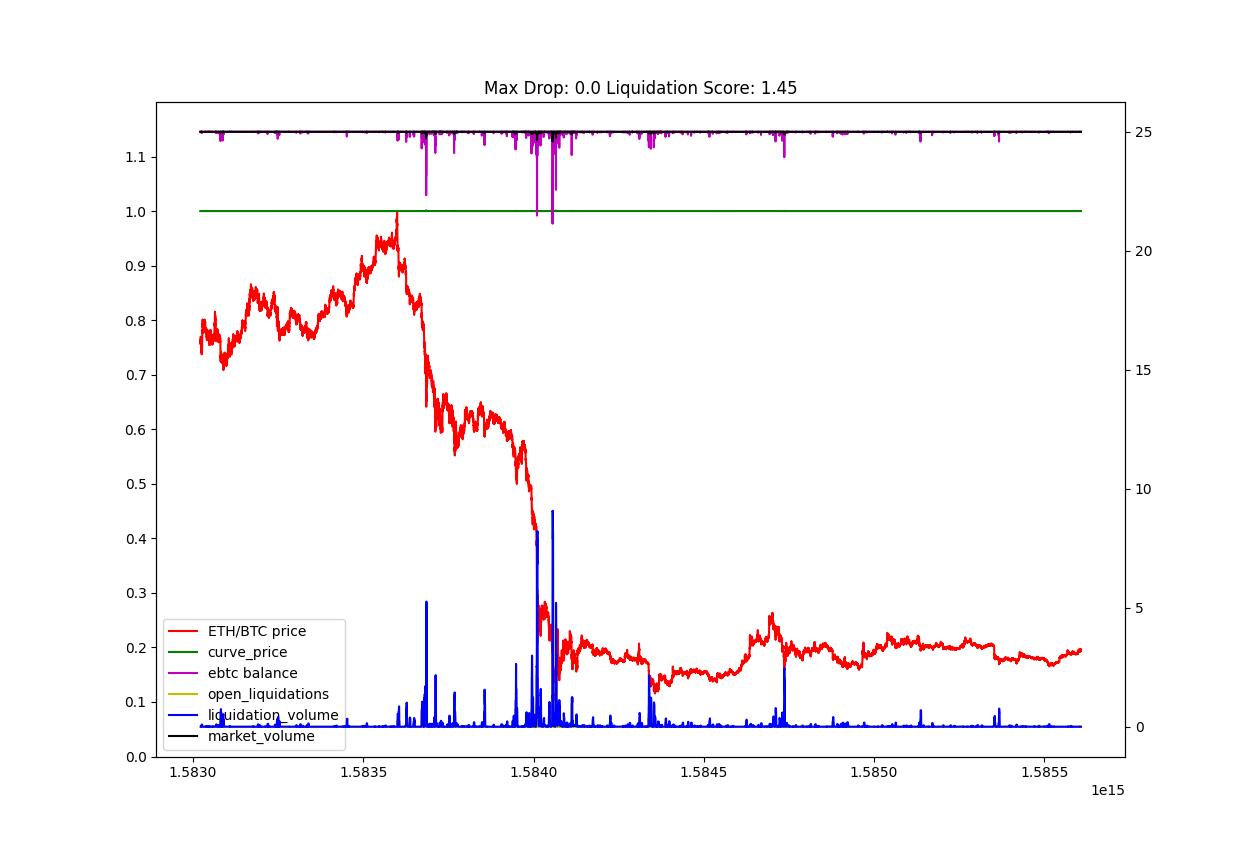 Max Drop: 0.0 Liquidation Score: 1.45
1.1
1.0
0.9
0.8
0.7
0.6
0.5
0.4
0.3
0.2
0.1
0.0
25
20
15
10
5
0
ETH/BTC price
curve_price
ebtc balance
open_liquidations
liquidation_volume
market_volume
1.5830 1.5835 1.5840 1.5845 1.5850 1.5855
1e15